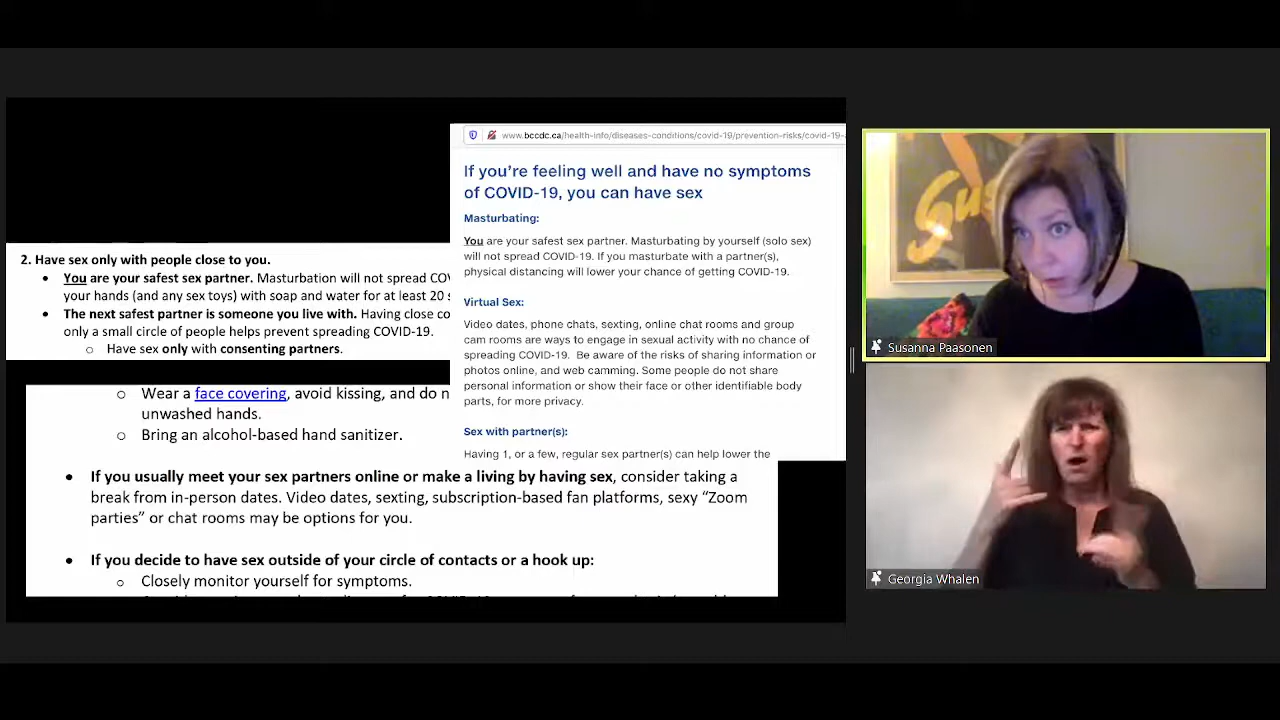 2. Have sex only with people close to you.
• You are your safest sex partner. Masturbation will not spread COV
your hands (and any sex toys) with soap and water for at least 20 s
• The next safest partner is someone you live with. Having close co
only a small circle of people helps prevent spreading COVID-19.
o Have sex only with consenting partners.
o Wear a face covering, avoid kissing, and do n
unwashed hands.
o Bring an alcohol-based hand sanitizer.
• If you usually meet your sex partners online or make a living by having sex, consider taking a
break from in-person dates. Video dates, sexting, subscription-based fan platforms, sexy “Zoom
parties” or chat rooms may be options for you.
• If you decide to have sex outside of your circle of contacts or a hook up:
o Closely monitor yourself for symptoms.
www.bccdc.ca/health-info/diseases-conditions/covid-19/prevention-risks/covid-19-
If you’re feeling well and have no symptoms
of COVID-19, you can have sex
Masturbating:
You are your safest sex partner. Masturbating by yourself (solo sex)
will not spread COVID-19. If you masturbate with a partner(s),
physical distancing will lower your chance of getting COVID-19.
Virtual Sex:
Video dates, phone chats, sexting, online chat rooms and group
cam rooms are ways to engage in sexual activity with no chance of
spreading COVID-19. Be aware of the risks of sharing information or
photos online, and web camming. Some people do not share
personal information or show their face or other identifiable body
parts, for more privacy.
Sex with partner(s):
Having 1, or a few, regular sex partner(s) can help lower the
Susanna Paasonen
Georgia Whalen